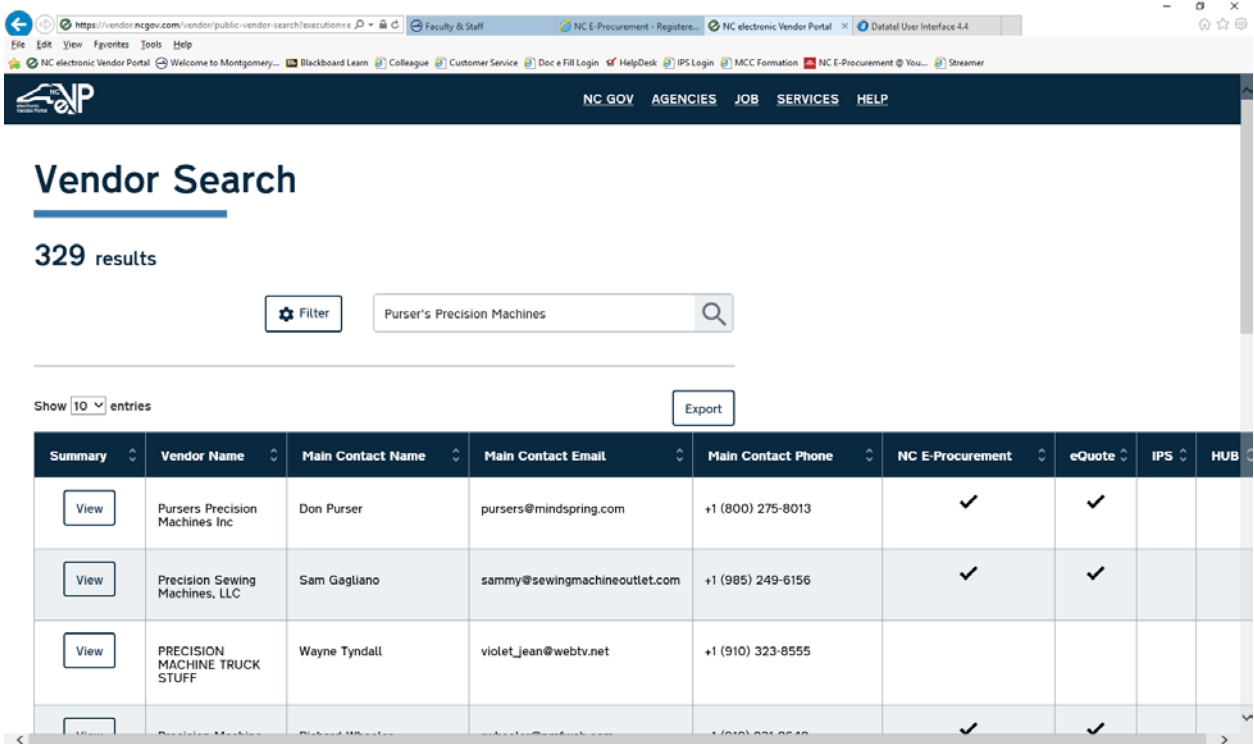 https://vendor.ncgov.com/vendor/public-vendor-search?execution=e
Faculty & Staff
NC E-Procurement - Registere...
NC electronic Vendor Portal
Datatel User Interface 4.4
File Edit View Favorites Tools Help
NC electronic Vendor Portal Welcome to Montgomery... Blackboard Learn Colleague Customer Service Doc e Fill Login HelpDesk IPS Login MCC Formation NC E-Procurement @ You... Streamer
NC eVP
electronic Vendor Portal
NC GOV AGENCIES JOB SERVICES HELP
Vendor Search
329 results
Filter
Purser's Precision Machines
Show 10 entries
Export
Summary Vendor Name Main Contact Name Main Contact Email Main Contact Phone NC E-Procurement eQuote IPS HUB
View Pursers Precision Don Purser pursers@mindspring.com +1 (800) 275-8013
Machines Inc
View Precision Sewing Sam Gagliano sammy@sewingmachineoutlet.com +1 (985) 249-6156
Machines, LLC
View PRECISION Wayne Tyndall violet_jean@webtv.net +1 (910) 323-8555
MACHINE TRUCK
STUFF